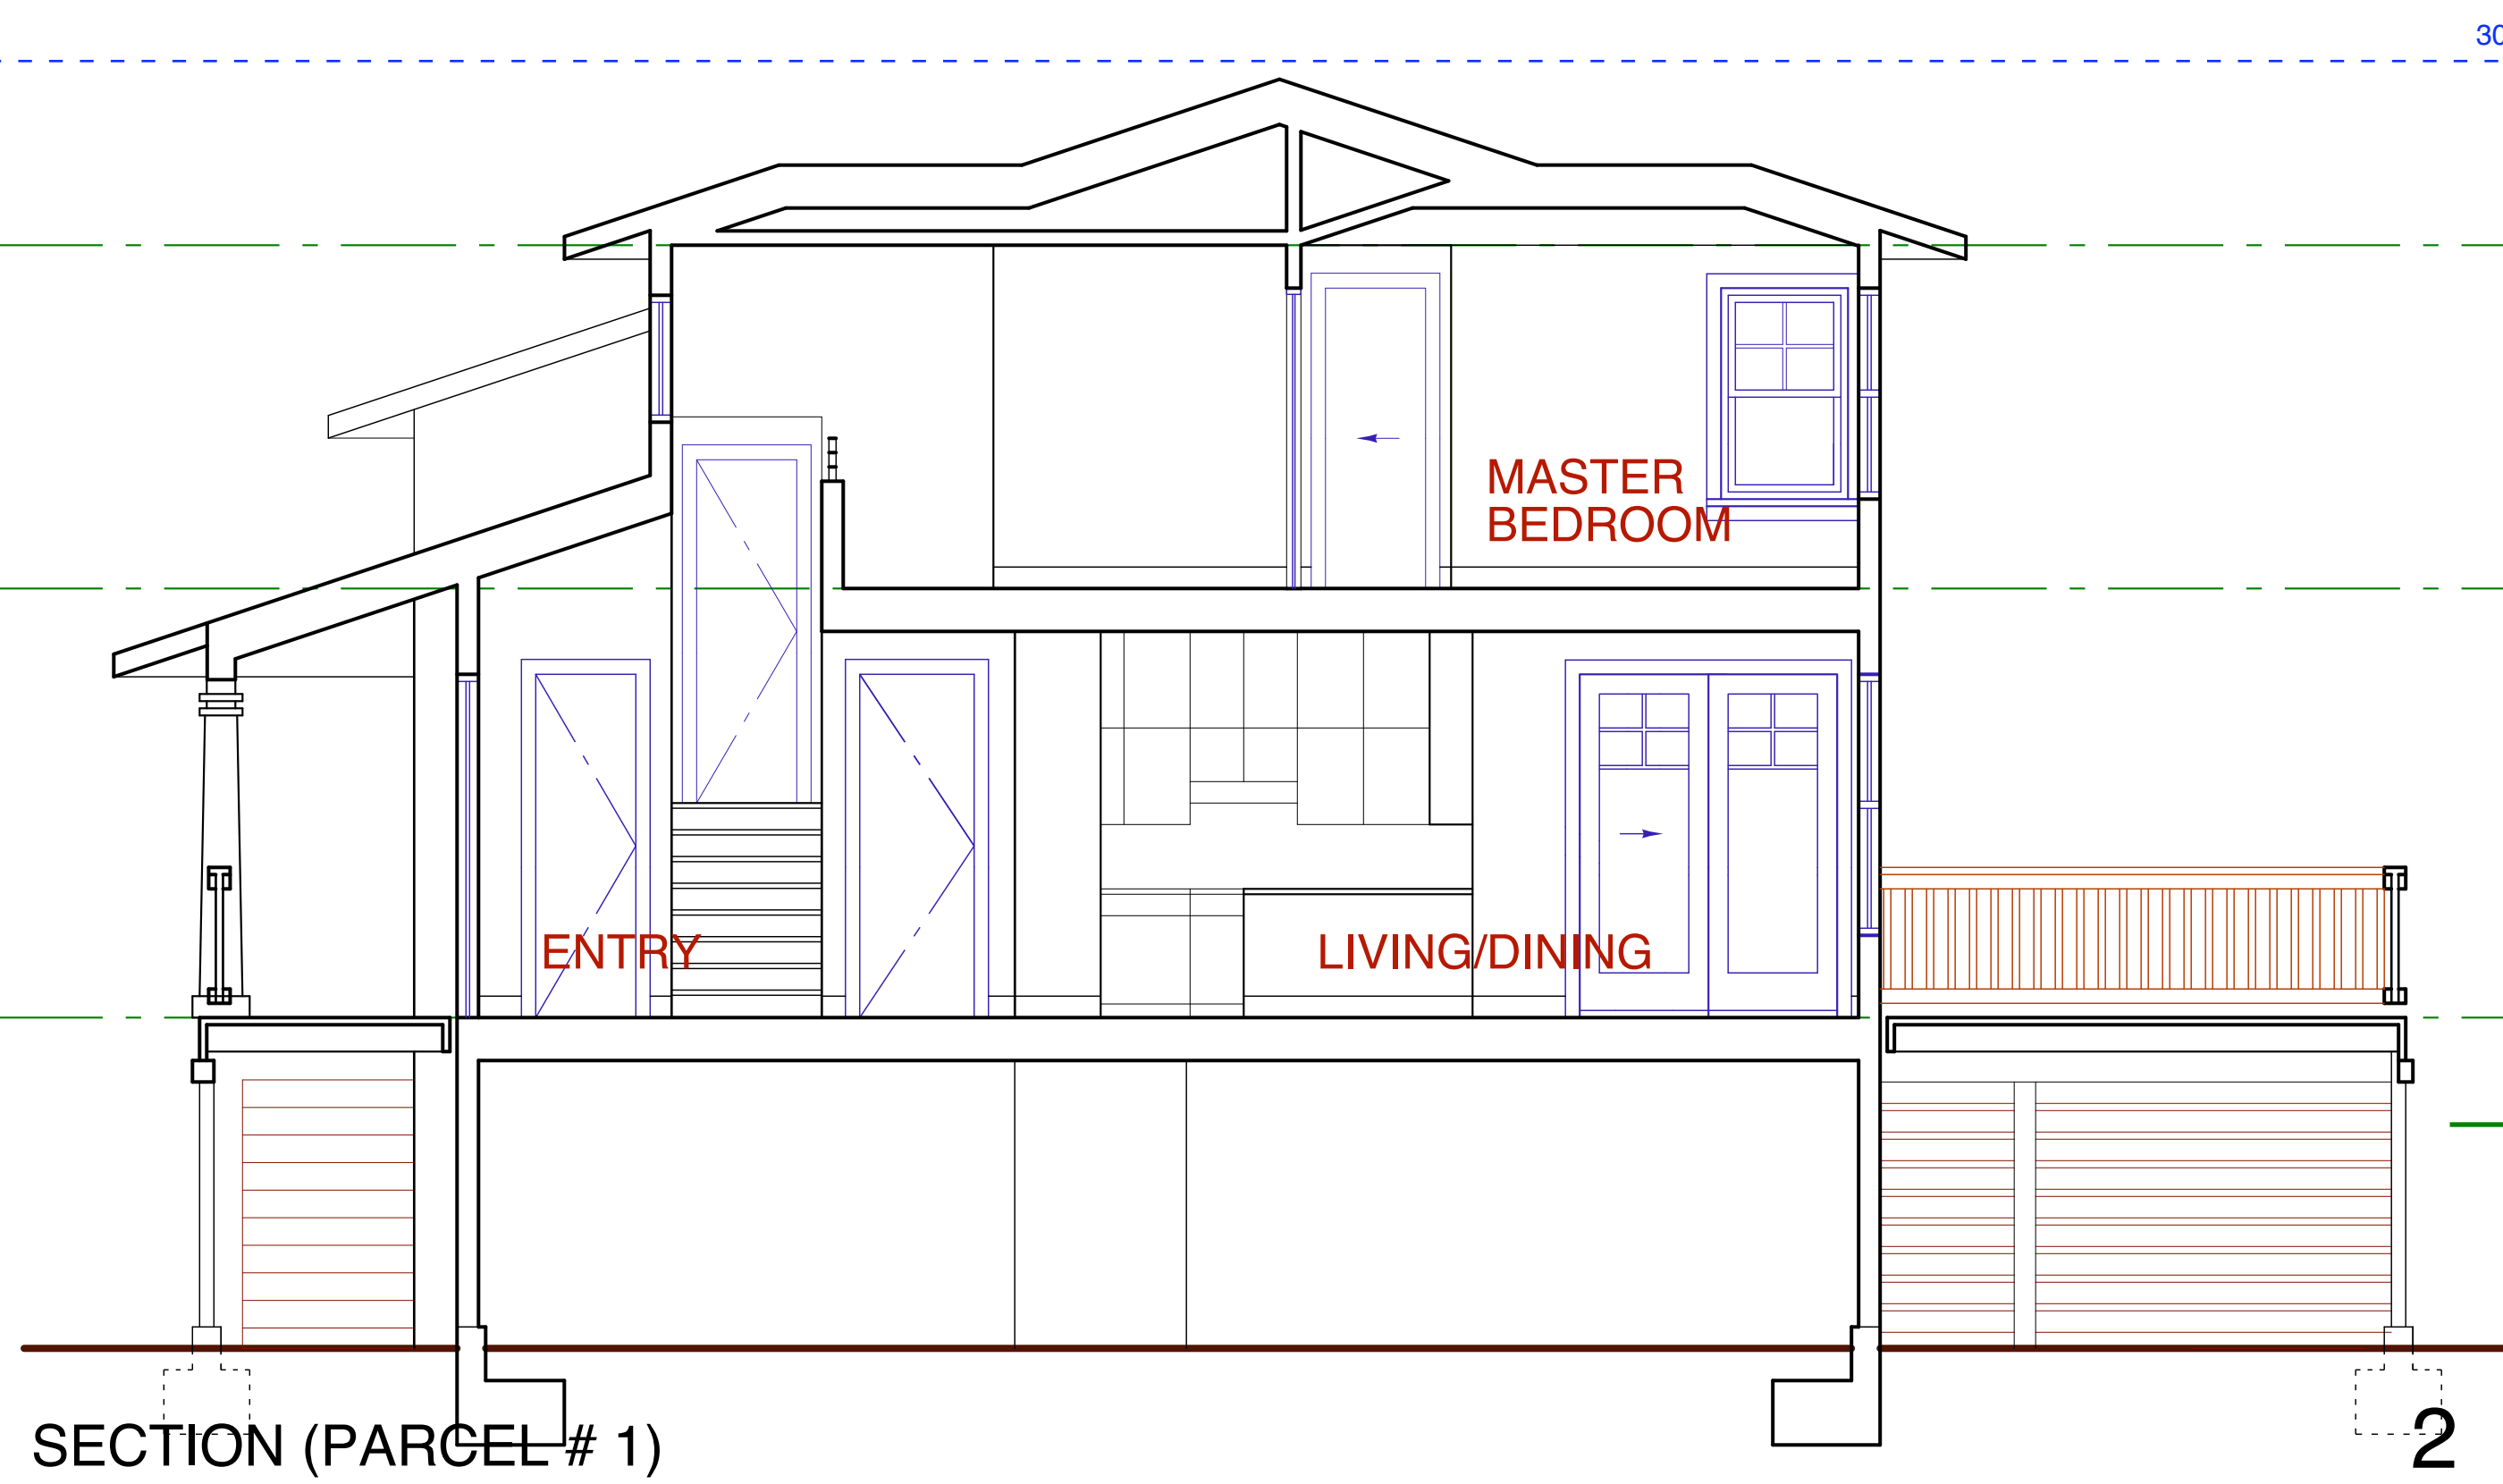 30
MASTER
BEDROOM
ENTRY
LIVING/DINING
SECTION (PARCEL # 1)
2